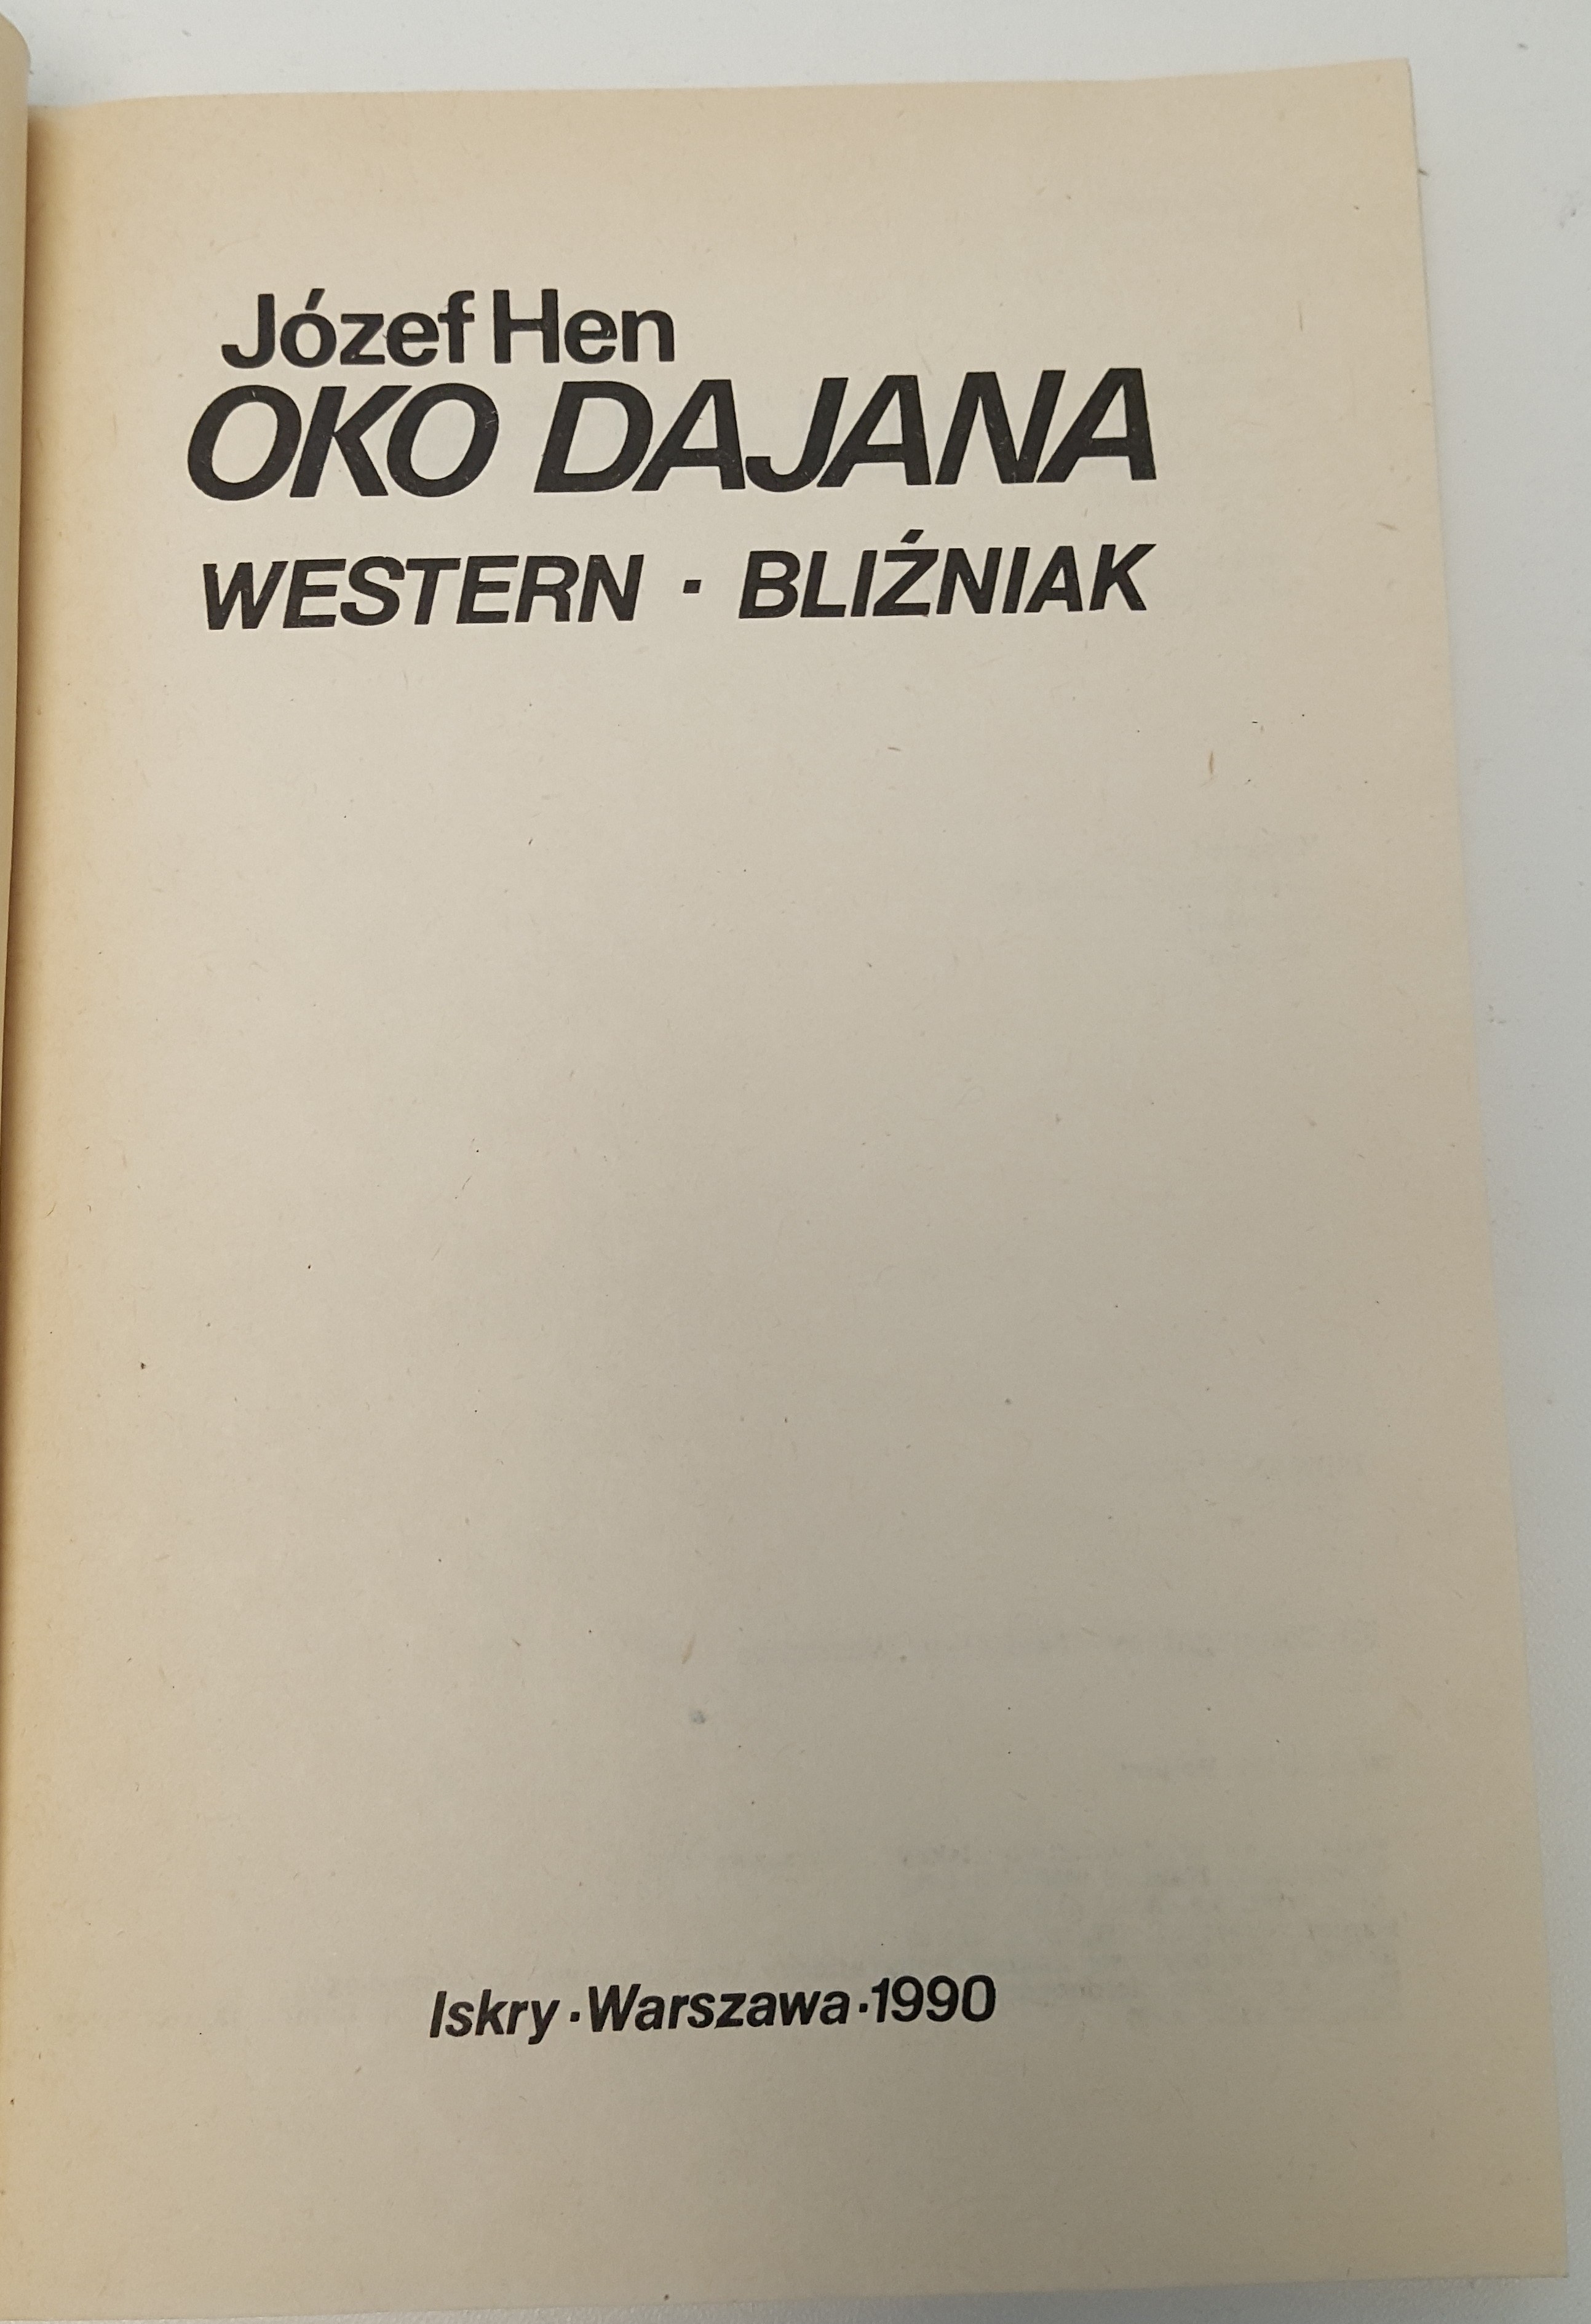 Józef Hen
OKO DAJANA
WESTERN · BLIŹNIAK
Iskry·Warszawa·1990